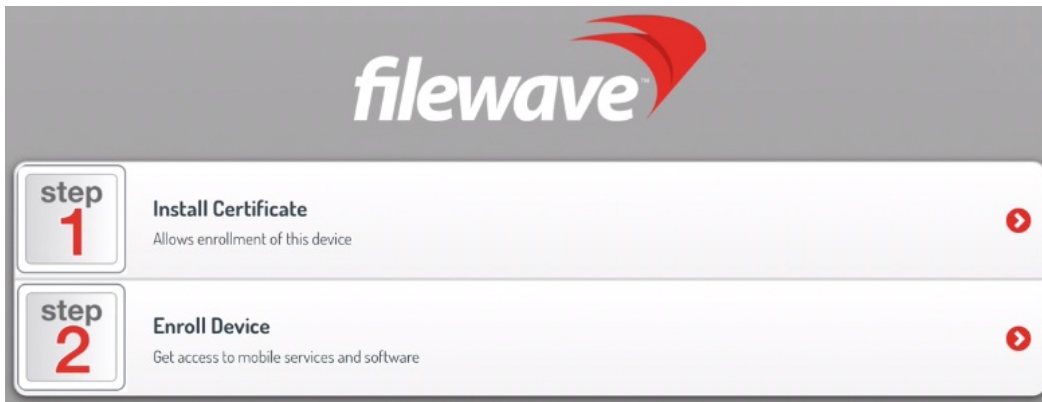 filewave™
step
1
Install Certificate
Allows enrollment of this device
step
2
Enroll Device
Get access to mobile services and software